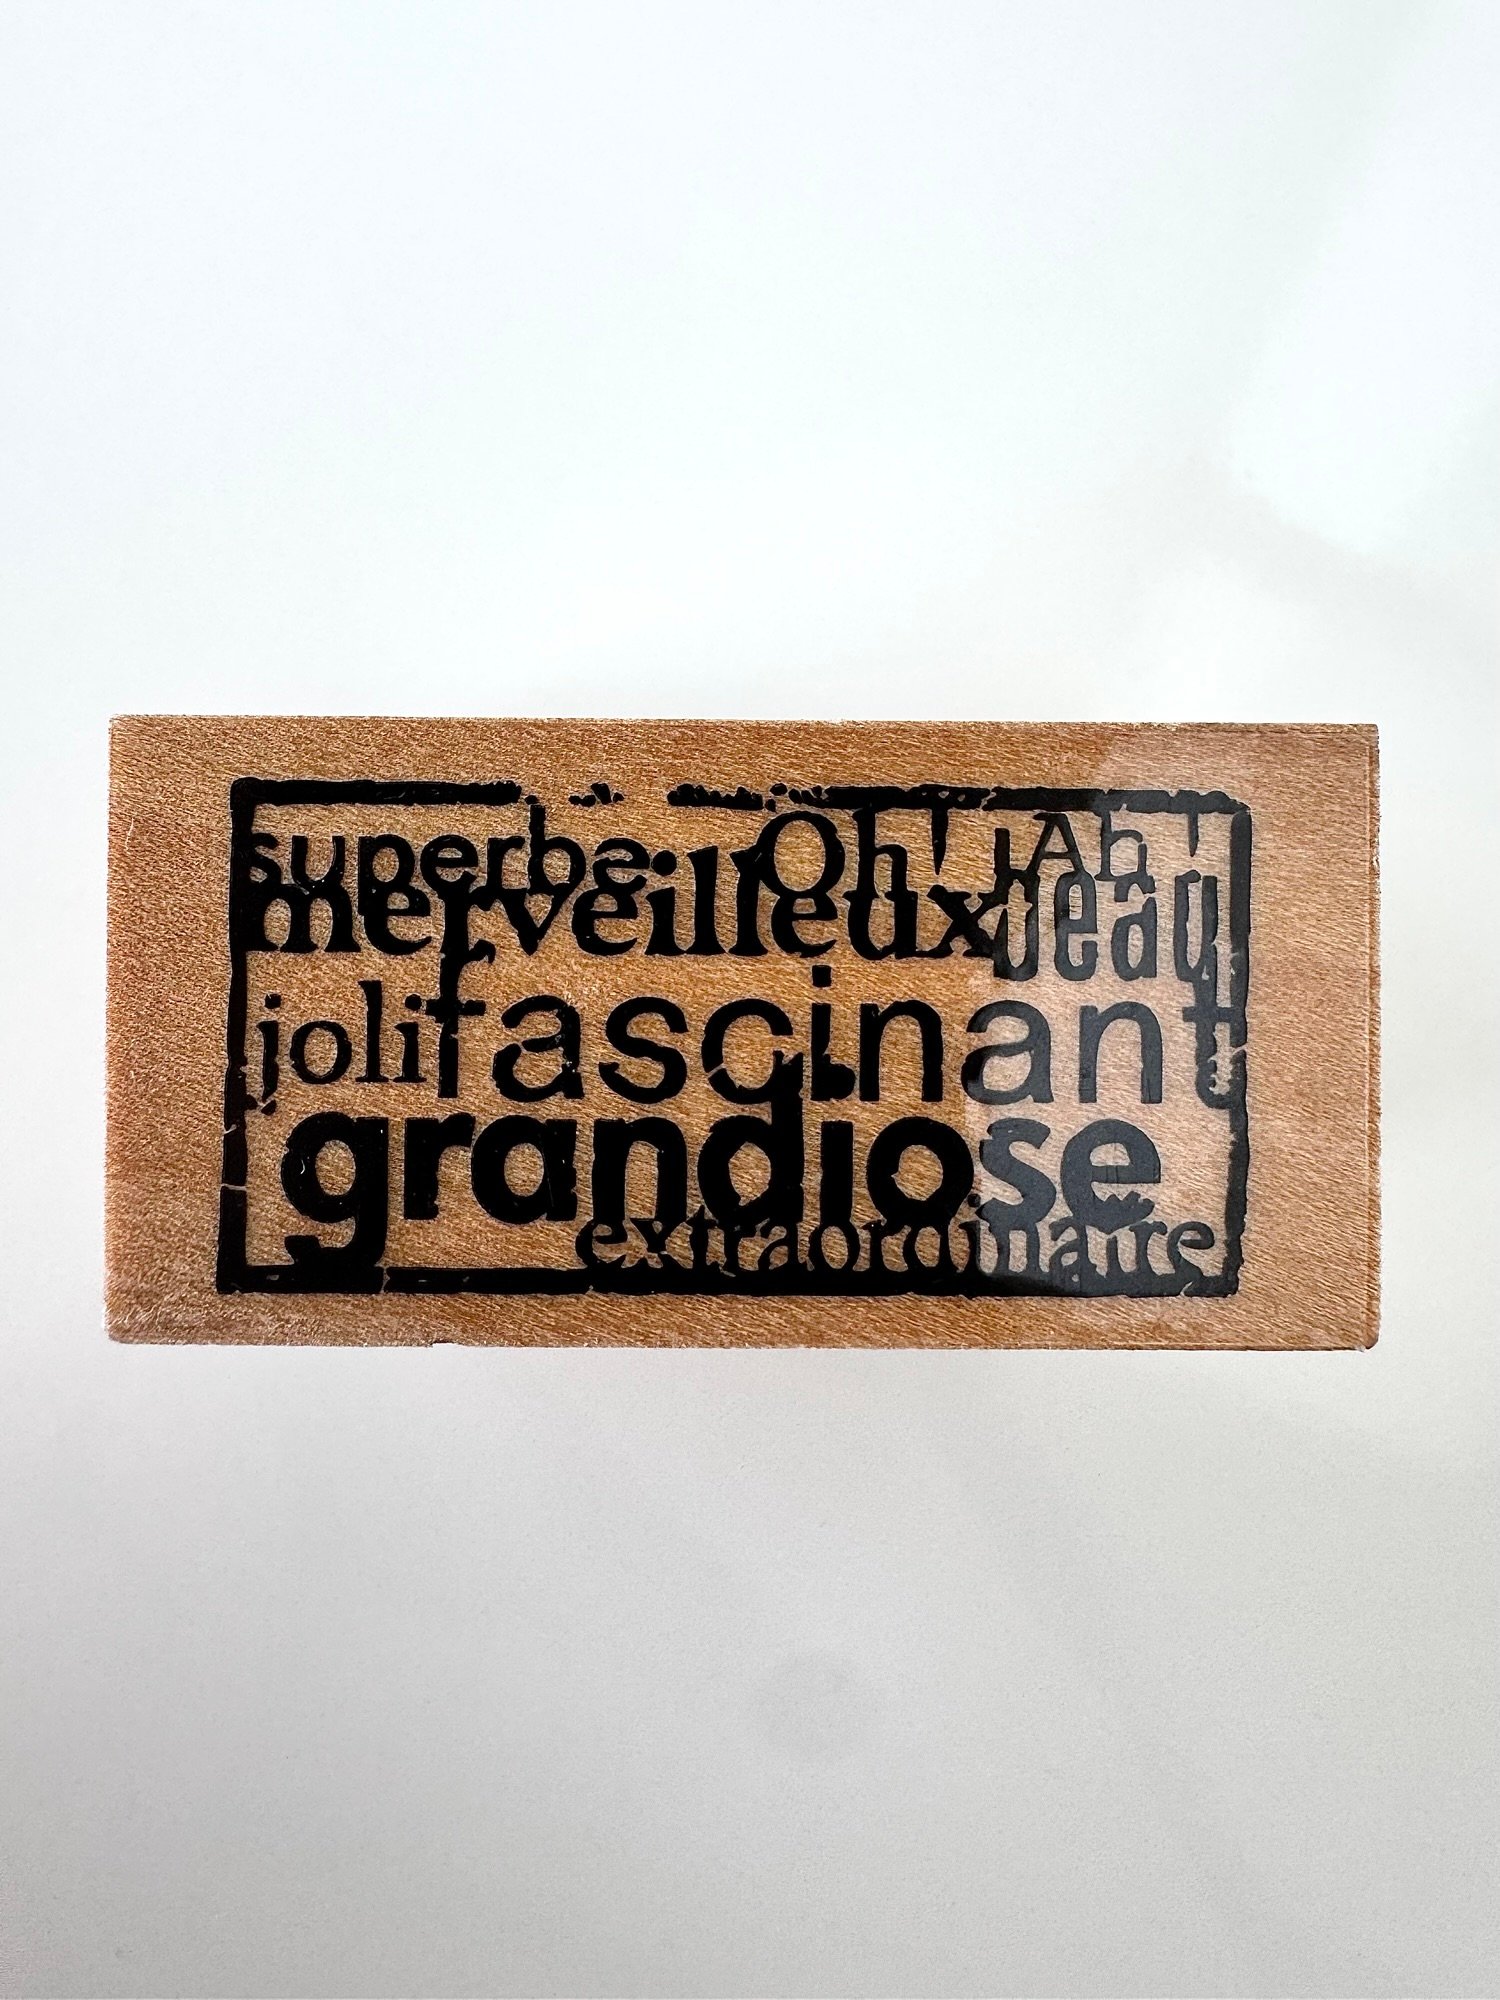 superbe Oh! Ah!
merveilleux beau
joli fascinant
grandiose
extraordinaire